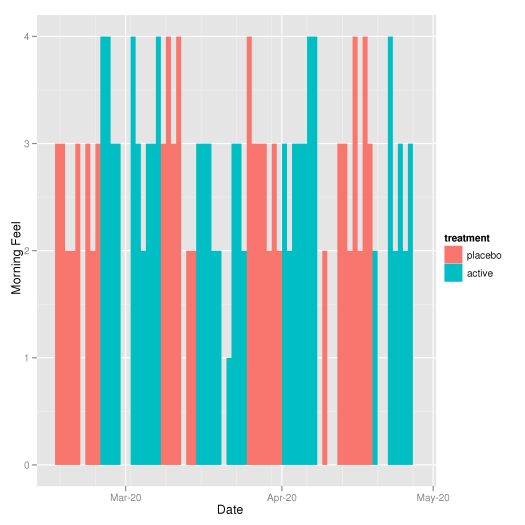 4
3
2
1
0
Morning Feel
Mar-20
Apr-20
May-20
Date
treatment
placebo
active